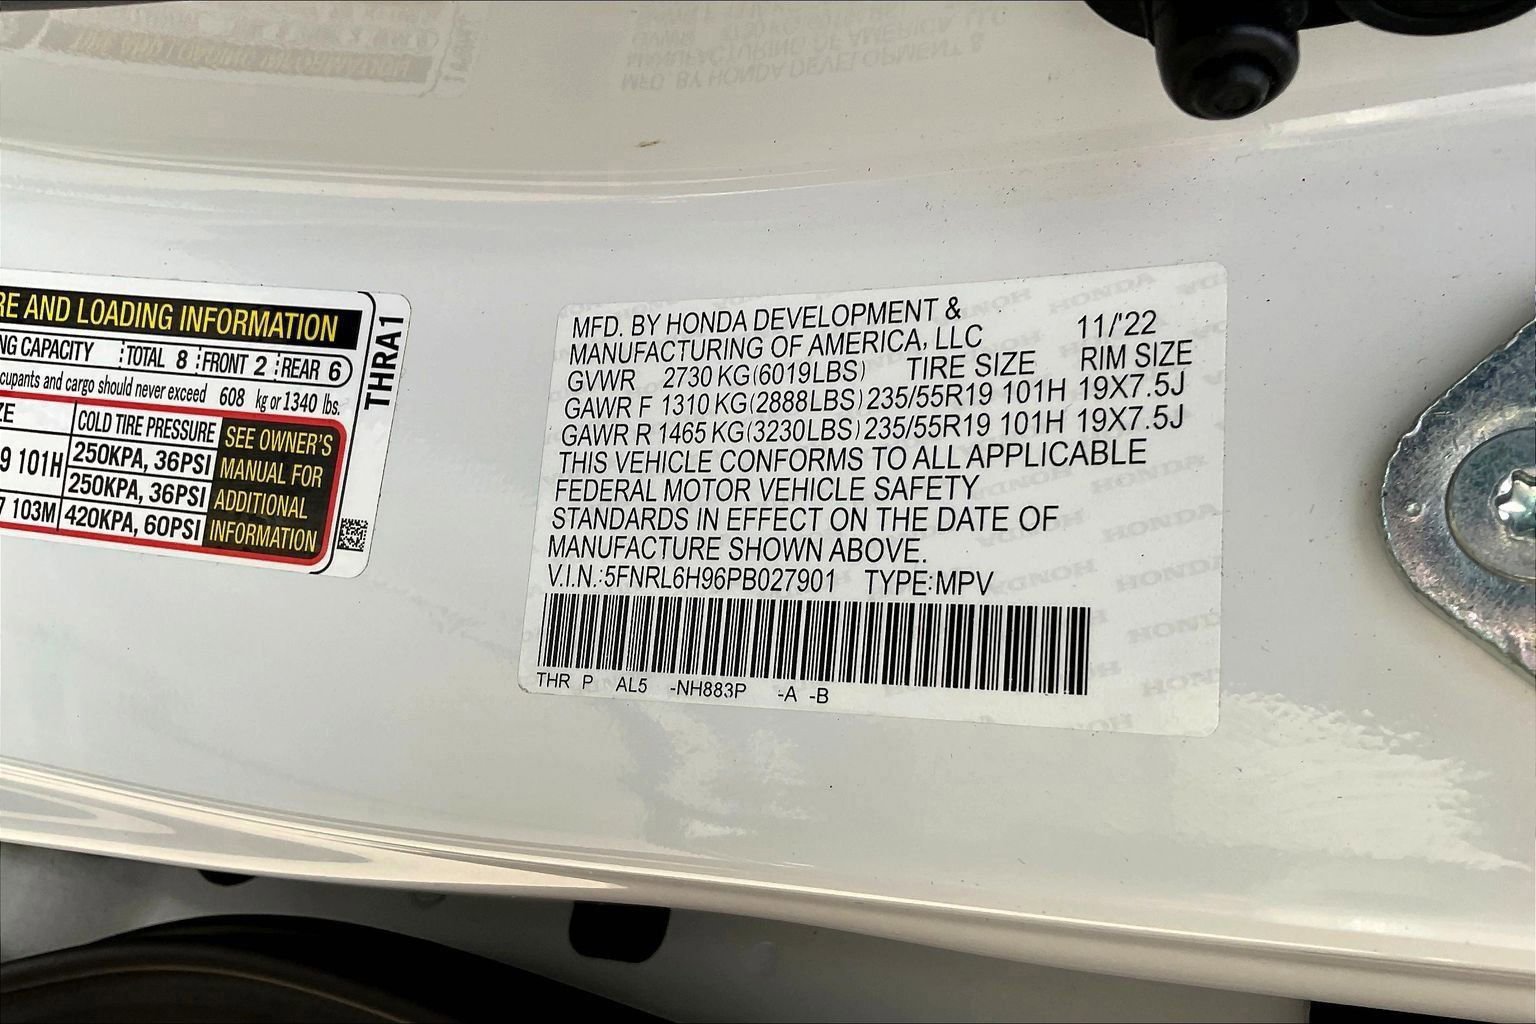 RE AND LOADING INFORMATION
NG CAPACITY TOTAL 8 FRONT 2 REAR 6
cupants and cargo should never exceed 608 kg or 1340 lbs.
ZE COLD TIRE PRESSURE SEE OWNER'S
9 101H 250KPA, 36PSI MANUAL FOR
250KPA, 36PSI ADDITIONAL
7 103M 420KPA, 60PSI INFORMATION
THRA1
MFD. BY HONDA DEVELOPMENT &
MANUFACTURING OF AMERICA, LLC 11/'22
GVWR 2730 KG(6019LBS) TIRE SIZE RIM SIZE
GAWR F 1310 KG(2888LBS) 235/55R19 101H 19X7.5J
GAWR R 1465 KG(3230LBS) 235/55R19 101H 19X7.5J
THIS VEHICLE CONFORMS TO ALL APPLICABLE
FEDERAL MOTOR VEHICLE SAFETY
STANDARDS IN EFFECT ON THE DATE OF
MANUFACTURE SHOWN ABOVE.
V.I.N.:5FNRL6H96PB027901 TYPE:MPV
THR P AL5 -NH883P -A -B